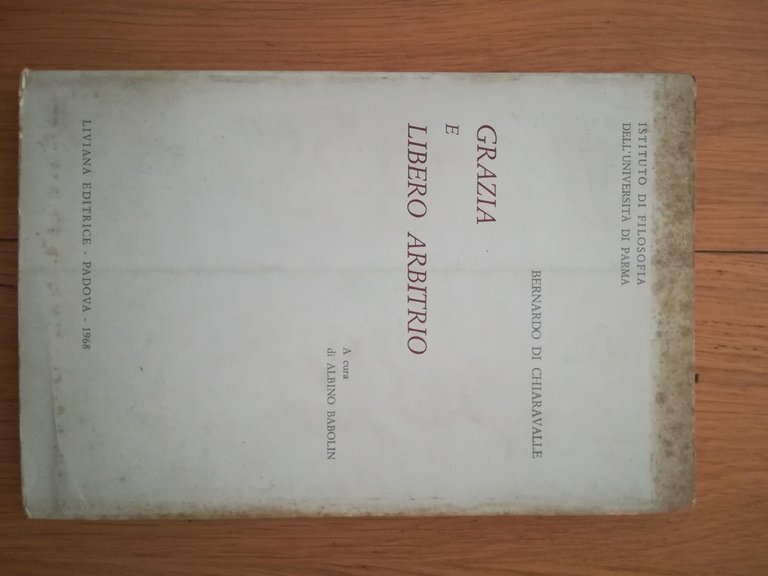 ISTITUTO DI FILOSOFIA
DELL'UNIVERSITÀ DI PARMA
BERNARDO DI CHIARAVALLE
GRAZIA
E
LIBERO ARBITRIO
A cura
di ALBINO BABOLIN
LIVIANA EDITRICE - PADOVA - 1968